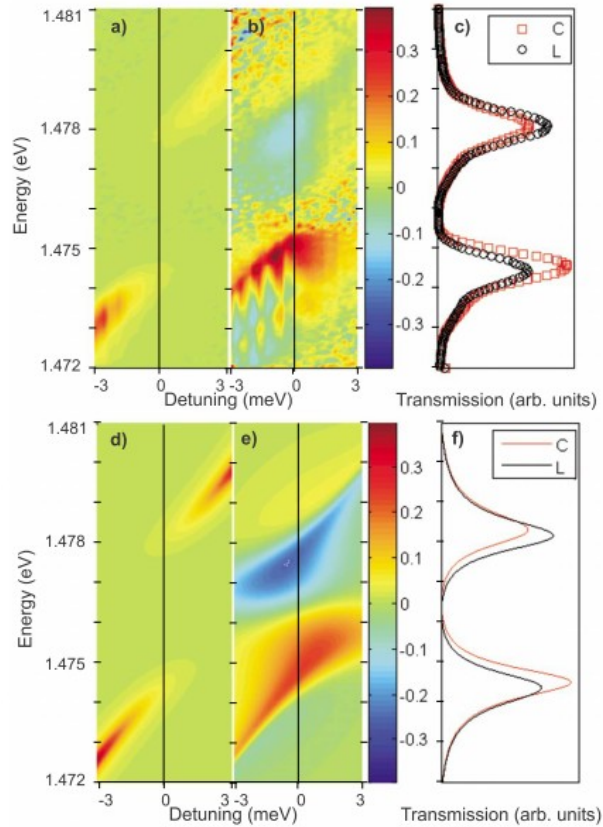 1.481
a)
b)
c)
C
L
0.3
0.2
0.1
0
-0.1
-0.2
-0.3
1.478
1.475
1.472
Energy (eV)
-3
0
3
-3
0
3
Detuning (meV)
Transmission (arb. units)
1.481
d)
e)
f)
C
L
0.3
0.2
0.1
0
-0.1
-0.2
-0.3
1.478
1.475
1.472
Energy (eV)
-3
0
3
-3
0
3
Detuning (meV)
Transmission (arb. units)